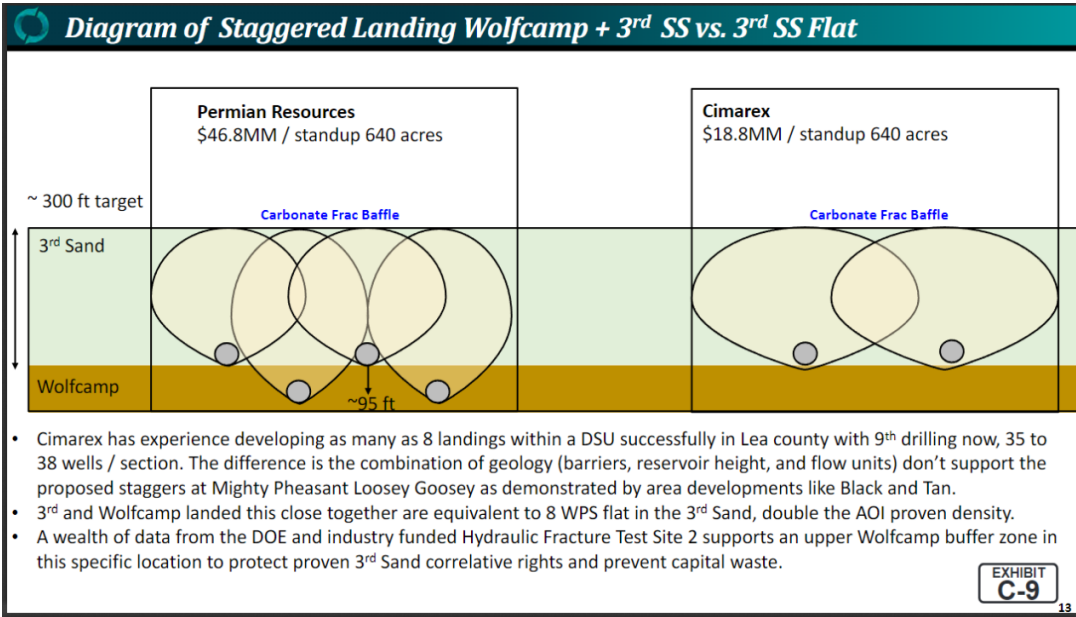 Diagram of Staggered Landing Wolfcamp + 3rd SS vs. 3rd SS Flat
Permian Resources
$46.8MM / standup 640 acres
Cimarex
$18.8MM / standup 640 acres
~ 300 ft target
Carbonate Frac Baffle
Carbonate Frac Baffle
3rd Sand
Wolfcamp
~95 ft
• Cimarex has experience developing as many as 8 landings within a DSU successfully in Lea county with 9th drilling now, 35 to
38 wells / section. The difference is the combination of geology (barriers, reservoir height, and flow units) don’t support the
proposed staggers at Mighty Pheasant Loosey Goosey as demonstrated by area developments like Black and Tan.
• 3rd and Wolfcamp landed this close together are equivalent to 8 WPS flat in the 3rd Sand, double the AOI proven density.
• A wealth of data from the DOE and industry funded Hydraulic Fracture Test Site 2 supports an upper Wolfcamp buffer zone in
this specific location to protect proven 3rd Sand correlative rights and prevent capital waste.
EXHIBIT
C-9
13